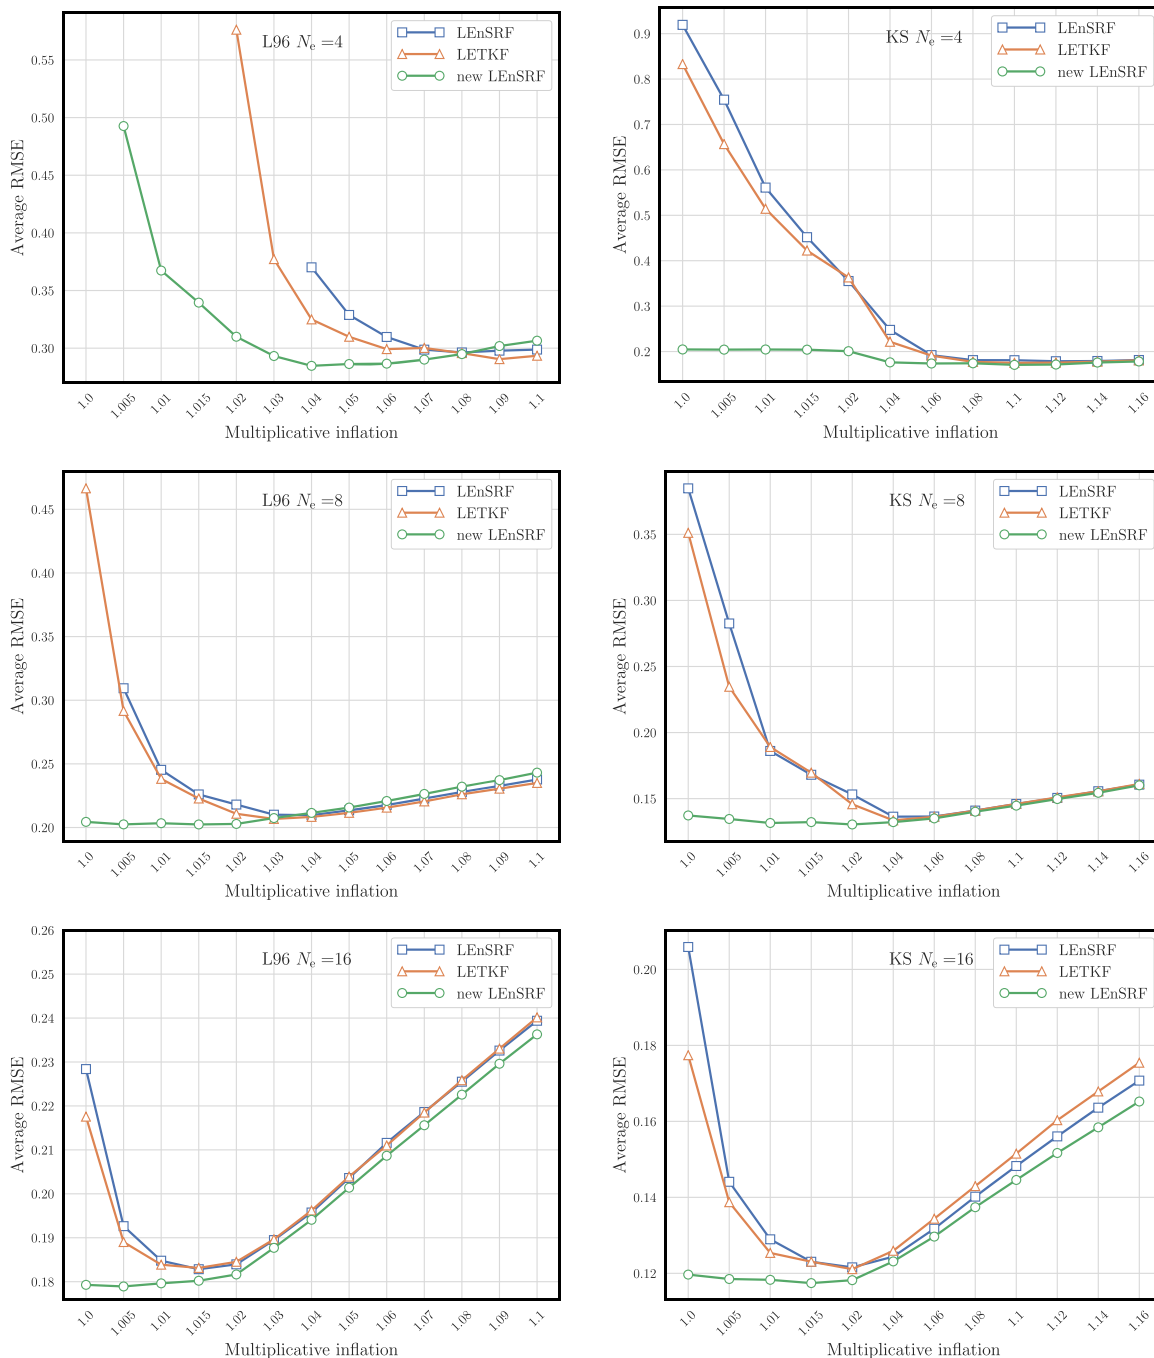 L96 Nₑ =4
LEnSRF
LETKF
new LEnSRF
Average RMSE
0.55
0.50
0.45
0.40
0.35
0.30
1.0 1.005 1.01 1.015 1.02 1.03 1.04 1.05 1.06 1.07 1.08 1.09 1.1
Multiplicative inflation
KS Nₑ =4
LEnSRF
LETKF
new LEnSRF
Average RMSE
0.9
0.8
0.7
0.6
0.5
0.4
0.3
0.2
1.0 1.005 1.01 1.015 1.02 1.04 1.06 1.08 1.1 1.12 1.14 1.16
Multiplicative inflation
L96 Nₑ =8
LEnSRF
LETKF
new LEnSRF
Average RMSE
0.45
0.40
0.35
0.30
0.25
0.20
1.0 1.005 1.01 1.015 1.02 1.03 1.04 1.05 1.06 1.07 1.08 1.09 1.1
Multiplicative inflation
KS Nₑ =8
LEnSRF
LETKF
new LEnSRF
Average RMSE
0.35
0.30
0.25
0.20
0.15
1.0 1.005 1.01 1.015 1.02 1.04 1.06 1.08 1.1 1.12 1.14 1.16
Multiplicative inflation
L96 Nₑ =16
LEnSRF
LETKF
new LEnSRF
Average RMSE
0.26
0.25
0.24
0.23
0.22
0.21
0.20
0.19
0.18
1.0 1.005 1.01 1.015 1.02 1.03 1.04 1.05 1.06 1.07 1.08 1.09 1.1
Multiplicative inflation
KS Nₑ =16
LEnSRF
LETKF
new LEnSRF
Average RMSE
0.20
0.18
0.16
0.14
0.12
1.0 1.005 1.01 1.015 1.02 1.04 1.06 1.08 1.1 1.12 1.14 1.16
Multiplicative inflation